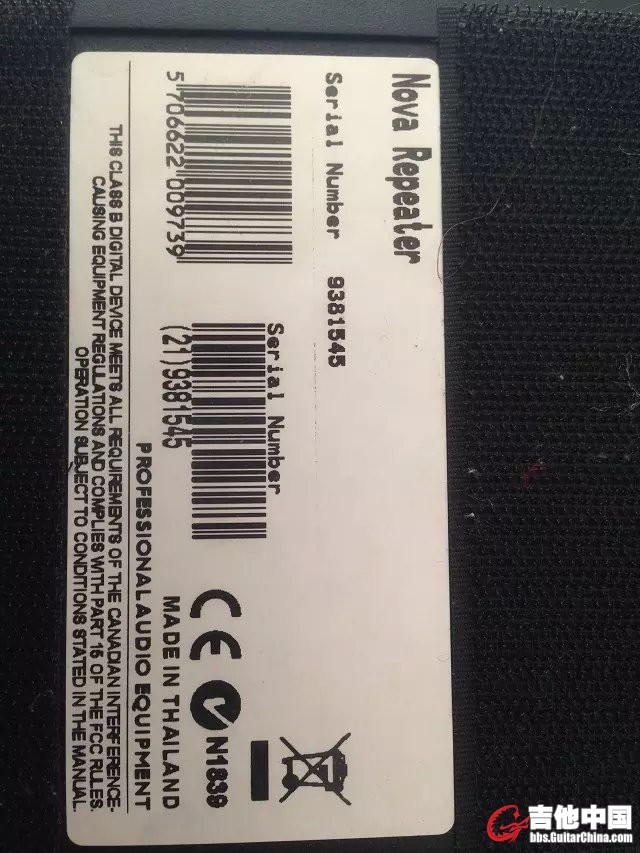 Nova Repeater
Serial Number 9381545
5 706622 009739
Serial Number
(21)9381545
CE N1839
PROFESSIONAL AUDIO EQUIPMENT
MADE IN THAILAND
THIS CLASS B DIGITAL DEVICE MEETS ALL REQUIREMENTS OF THE CANADIAN INTERFERENCE-
CAUSING EQUIPMENT REGULATIONS AND COMPLIES WITH PART 15 OF THE FCC RULES.
OPERATION SUBJECT TO CONDITIONS STATED IN THE MANUAL.
吉他中国
bbs.GuitarChina.com